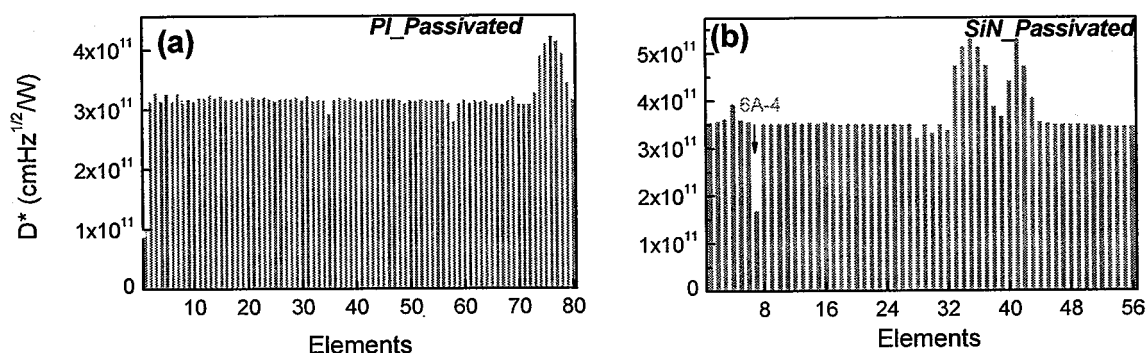 (a)
PI_Passivated
D* (cmHz^1/2/W)
4x10^11
3x10^11
2x10^11
1x10^11
0
10 20 30 40 50 60 70 80
Elements
(b)
SiN_Passivated
6A-4
5x10^11
4x10^11
3x10^11
2x10^11
1x10^11
0
8 16 24 32 40 48 56
Elements